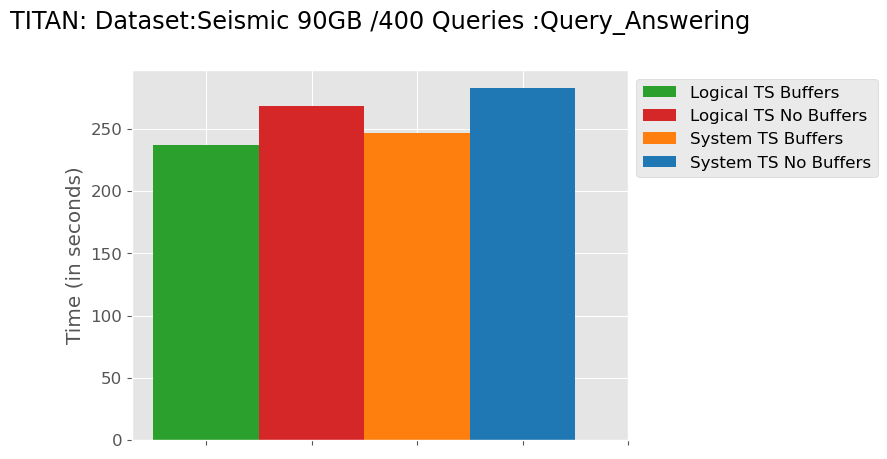 TITAN: Dataset:Seismic 90GB /400 Queries :Query_Answering
Logical TS Buffers
Logical TS No Buffers
System TS Buffers
System TS No Buffers
Time (in seconds)
250
200
150
100
50
0